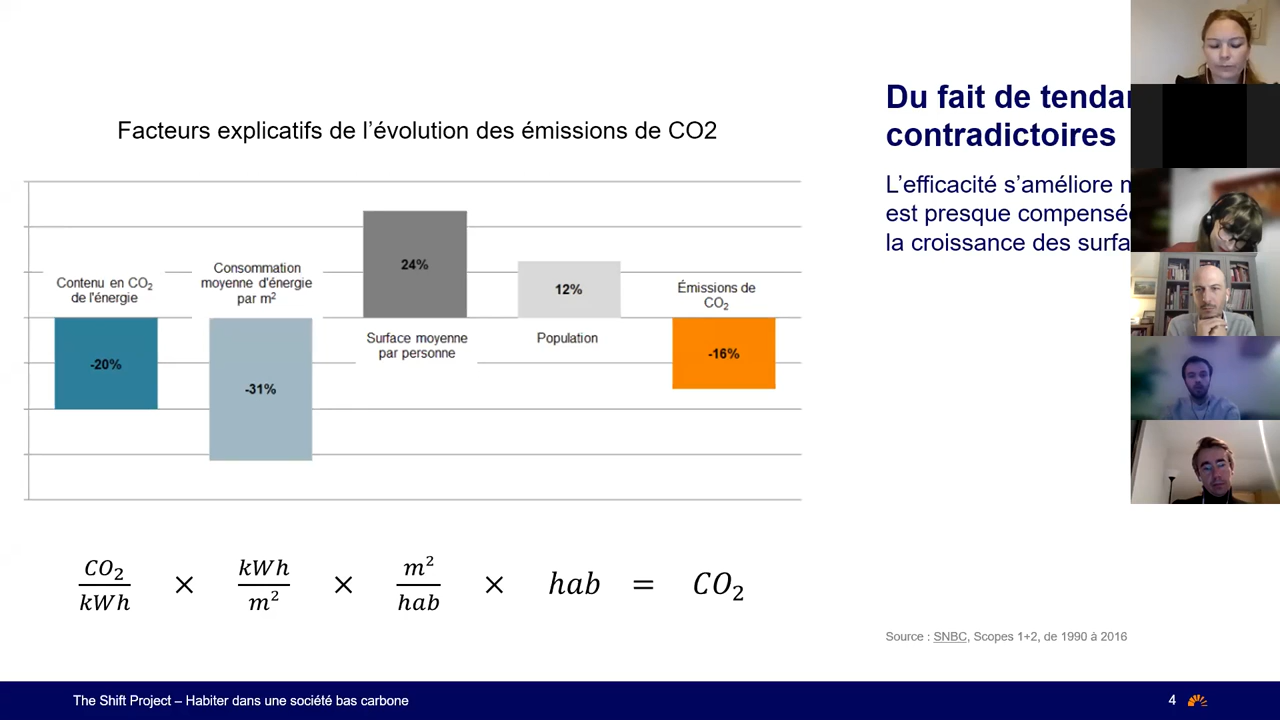 Facteurs explicatifs de l’évolution des émissions de CO2
Du fait de
contradictoires
L’efficacité s’améliore
est presque
la croissance des
Contenu en CO₂
de l'énergie
-20%
Consommation
moyenne d'énergie
par m²
-31%
24%
Surface moyenne
par personne
12%
Population
Émissions de
CO₂
-16%
CO₂/kWh × kWh/m² × m²/hab × hab = CO₂
Source : SNBC, Scopes 1+2, de 1990 à 2016
The Shift Project – Habiter dans une société bas carbone
4